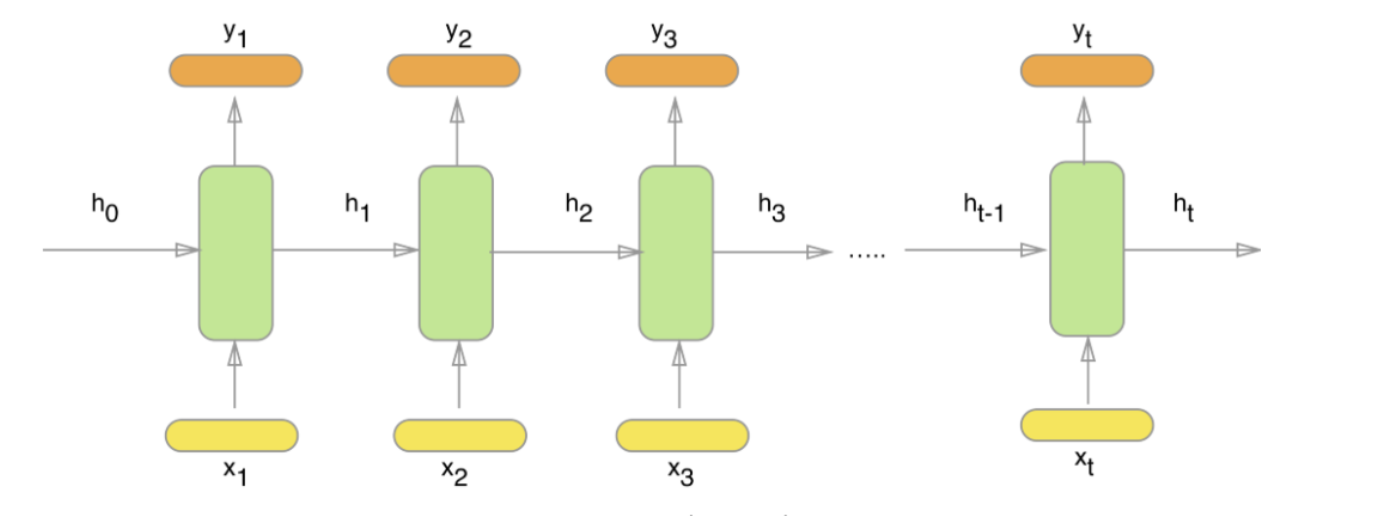 y1 y2 y3 yt
h0 h1 h2 h3 ..... ht-1 ht
x1 x2 x3 xt